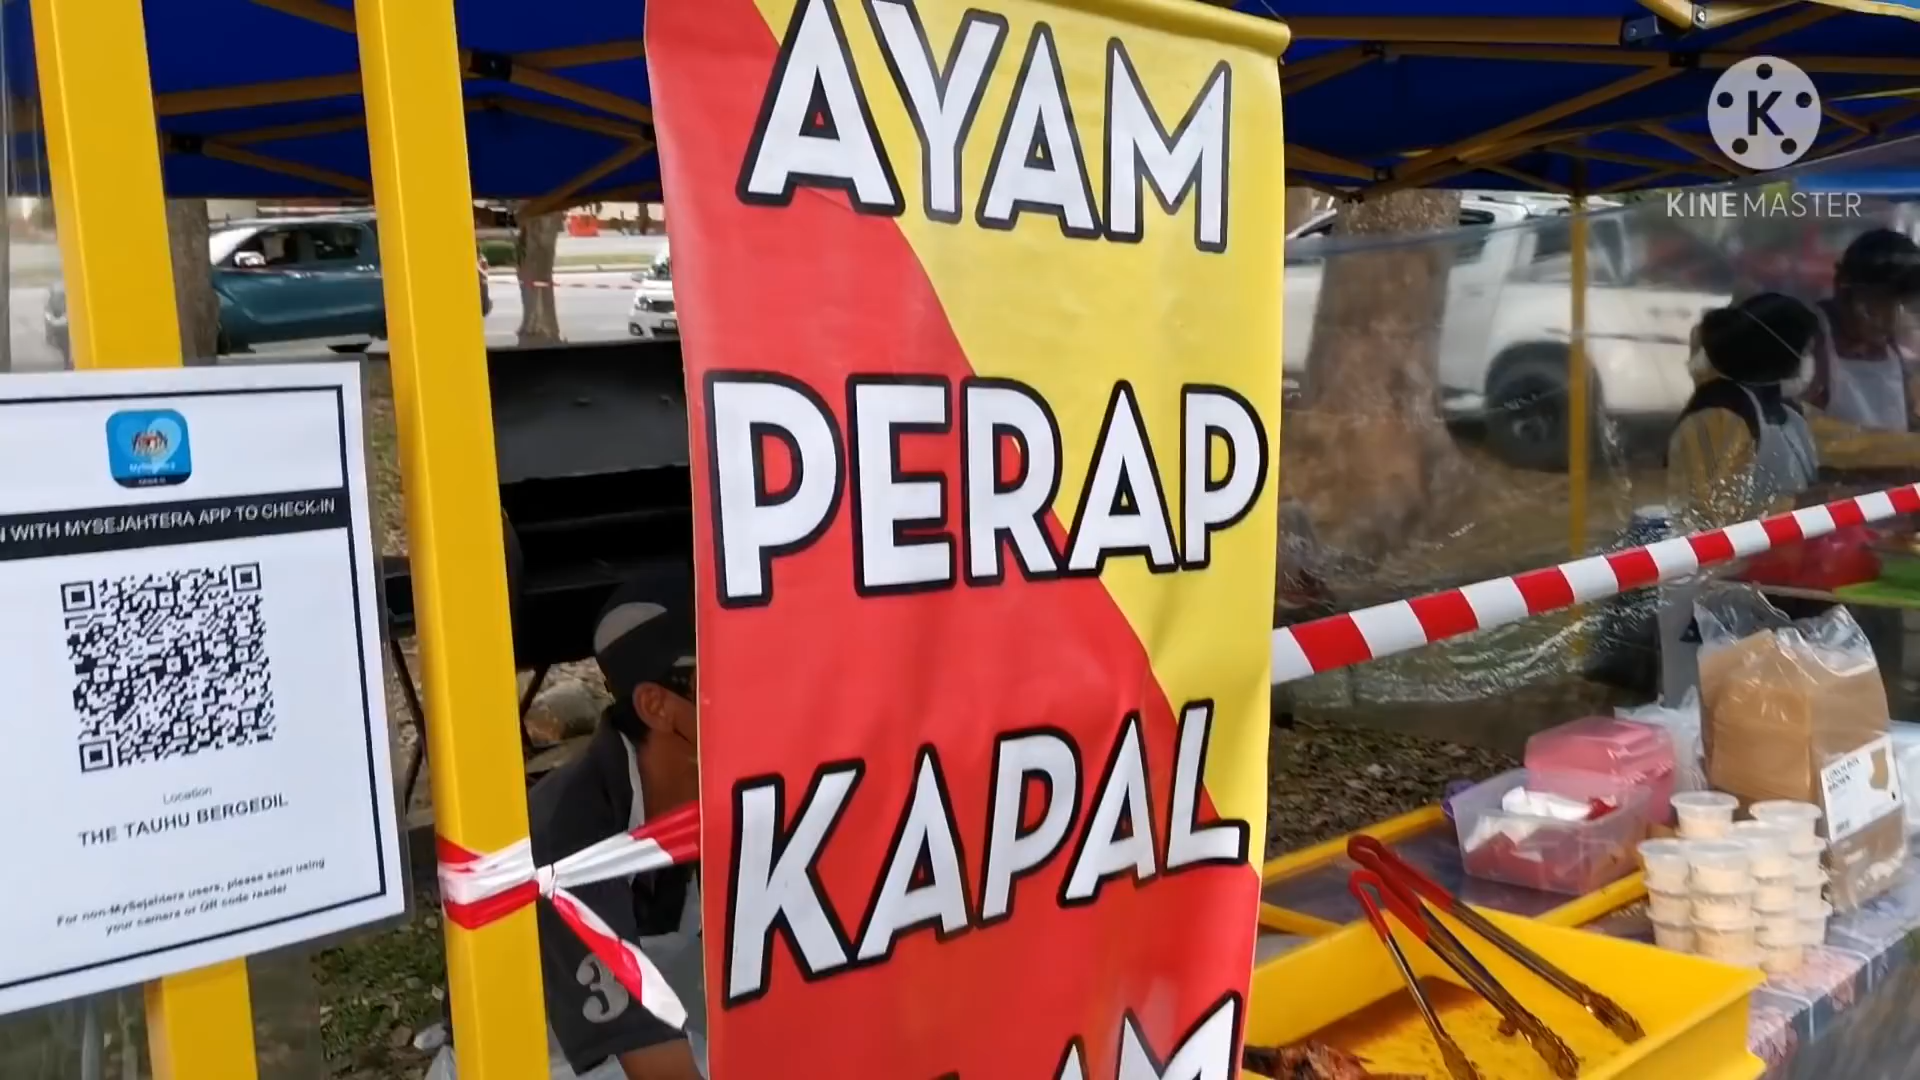 AYAM
PERAP
KAPAL
KINEMASTER
K
WITH MYSEJAHTERA APP TO CHECK-IN
Location
THE TAUHU BERGEDIL
For non-MySejahtera users, please scan using
your camera or QR code reader
3